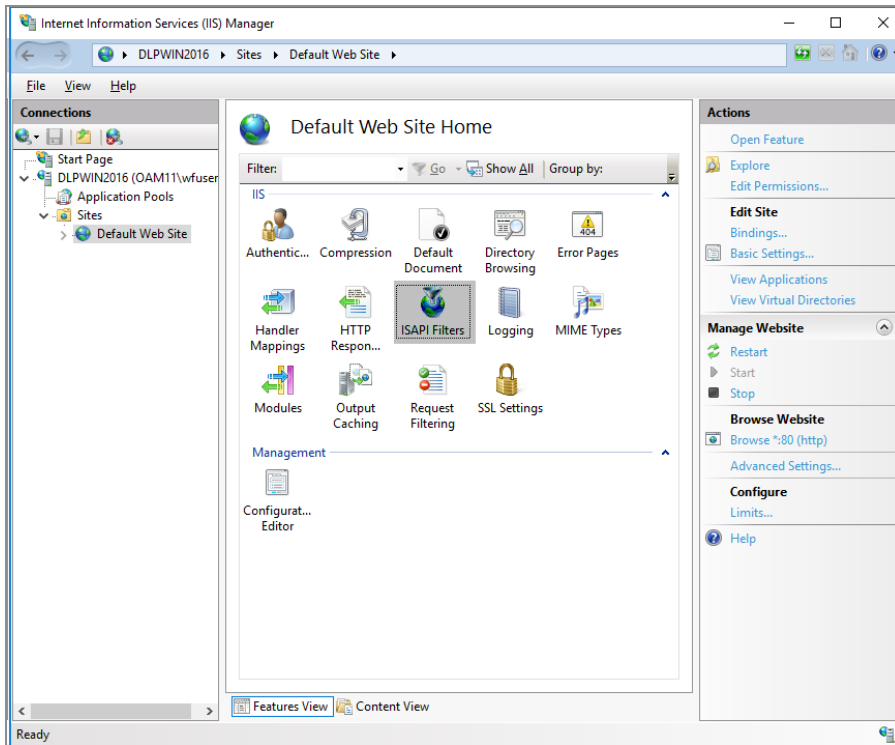 Internet Information Services (IIS) Manager
DLPWIN2016 Sites Default Web Site
File View Help
Connections
Start Page
DLPWIN2016 (OAM11\wfuser
Application Pools
Sites
Default Web Site
Default Web Site Home
Filter: Go Show All Group by:
IIS
Authentic... Compression Default Document Directory Browsing Error Pages
404
Handler Mappings HTTP Respon... ISAPI Filters Logging MIME Types
Modules Output Caching Request Filtering SSL Settings
Management
Configurat... Editor
Features View Content View
Actions
Open Feature
Explore
Edit Permissions...
Edit Site
Bindings...
Basic Settings...
View Applications
View Virtual Directories
Manage Website
Restart
Start
Stop
Browse Website
Browse *:80 (http)
Advanced Settings...
Configure
Limits...
Help
Ready